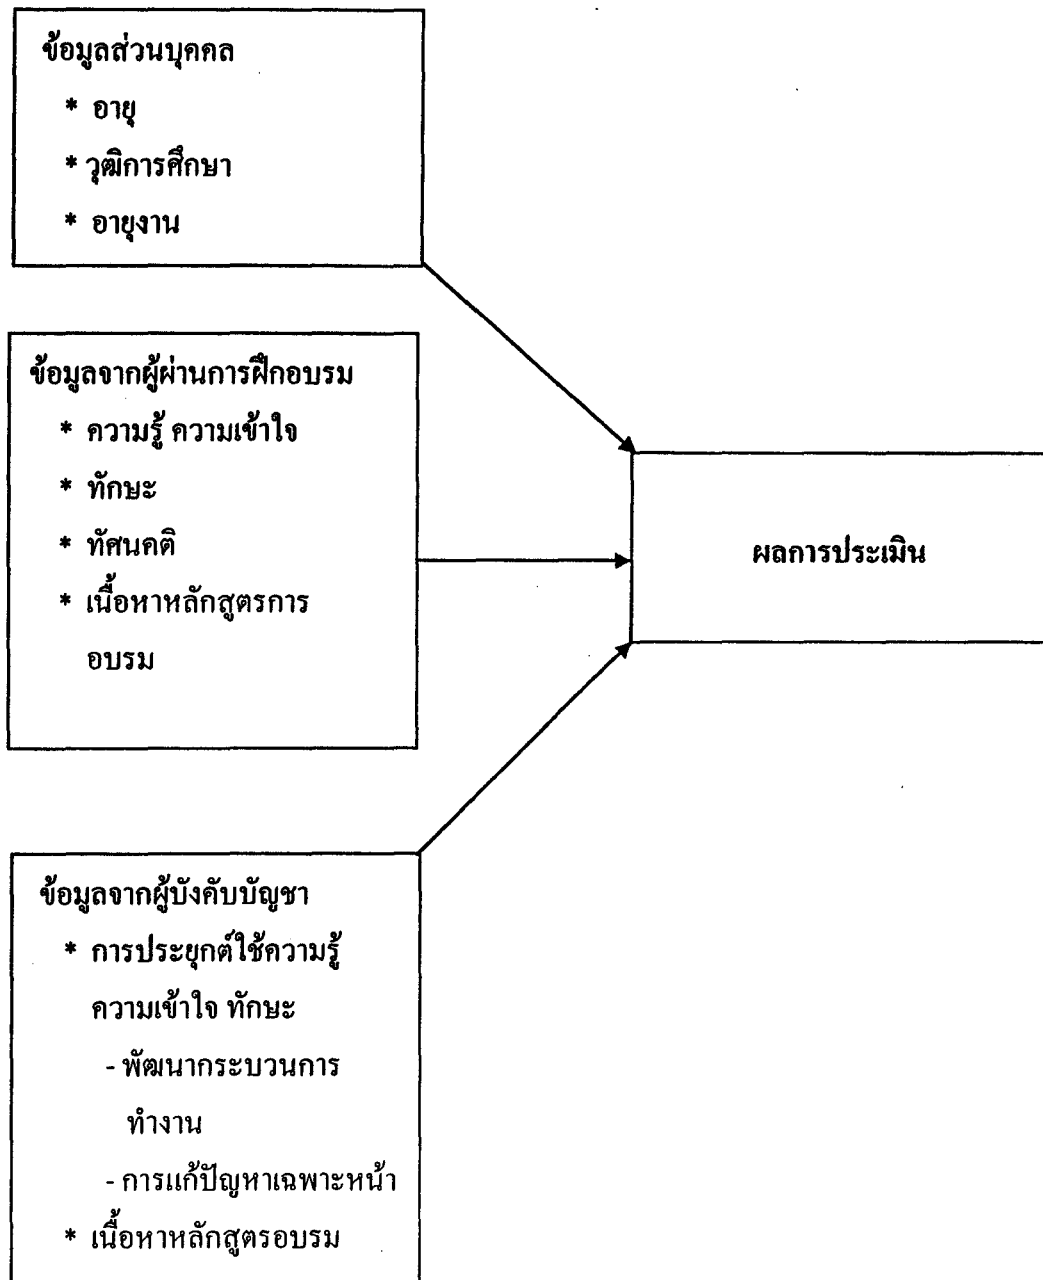 ข้อมูลส่วนบุคคล
* อายุ
* วุฒิการศึกษา
* อายุงาน
ข้อมูลจากผู้ผ่านการฝึกอบรม
* ความรู้ ความเข้าใจ
* ทักษะ
* ทัศนคติ
* เนื้อหาหลักสูตรการ
อบรม
ผลการประเมิน
ข้อมูลจากผู้บังคับบัญชา
* การประยุกต์ใช้ความรู้
ความเข้าใจ ทักษะ
- พัฒนากระบวนการ
ทำงาน
- การแก้ปัญหาเฉพาะหน้า
* เนื้อหาหลักสูตรอบรม